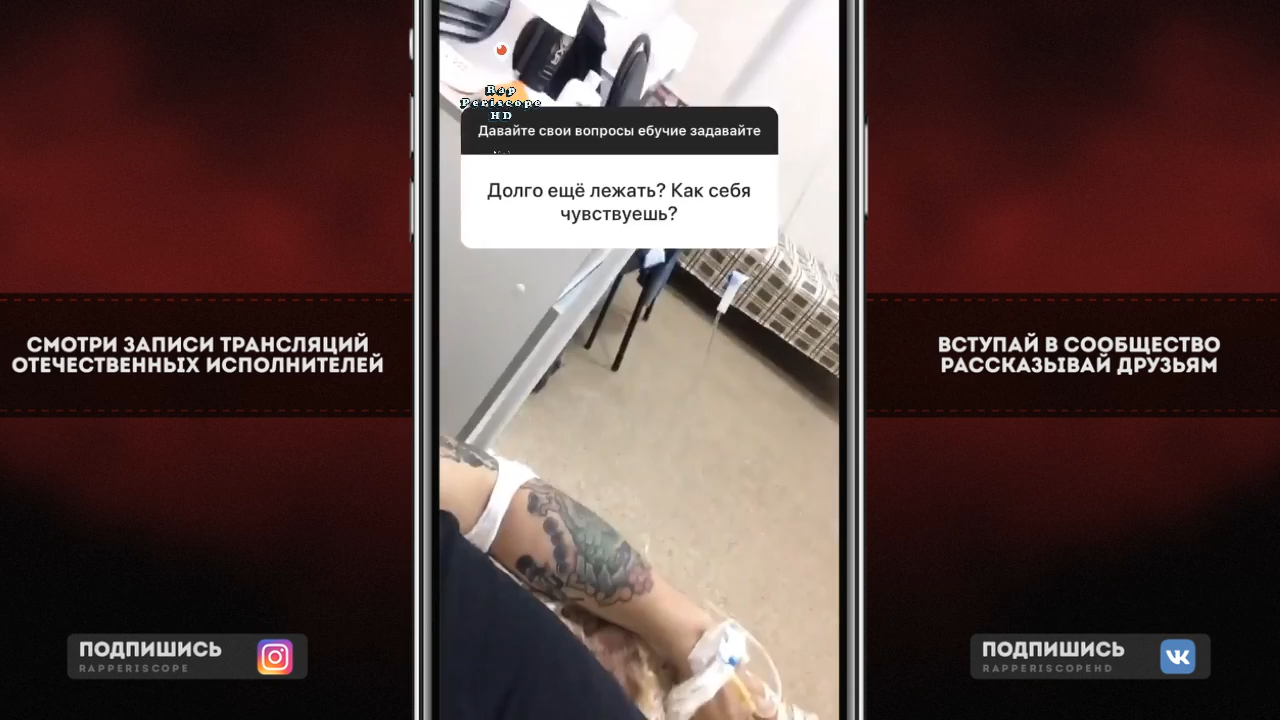 Rap
Periscope
HD
Давайте свои вопросы ебучие задавайте
Долго ещё лежать? Как себя
чувствуешь?
СМОТРИ ЗАПИСИ ТРАНСЛЯЦИЙ
ОТЕЧЕСТВЕННЫХ ИСПОЛНИТЕЛЕЙ
ВСТУПАЙ В СООБЩЕСТВО
РАССКАЗЫВАЙ ДРУЗЬЯМ
ПОДПИШИСЬ
RAPPERISCOPE
ПОДПИШИСЬ
RAPPERISCOPEHD